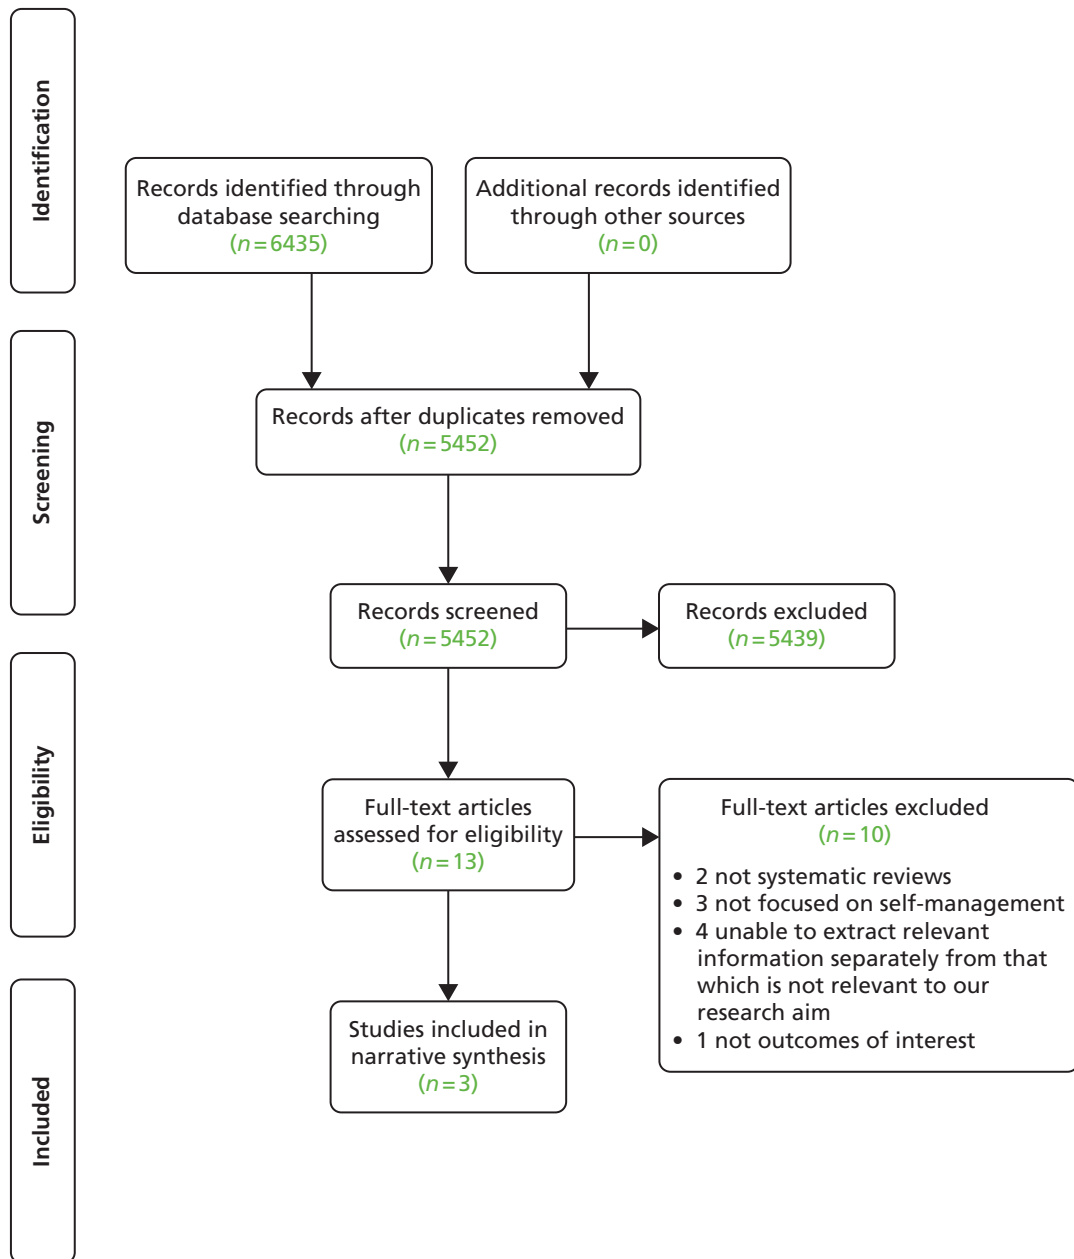 Identification
Records identified through
database searching
(n=6435)
Additional records identified
through other sources
(n=0)
Screening
Records after duplicates removed
(n=5452)
Records screened
(n=5452)
Records excluded
(n=5439)
Eligibility
Full-text articles
assessed for eligibility
(n=13)
Full-text articles excluded
(n=10)
• 2 not systematic reviews
• 3 not focused on self-management
• 4 unable to extract relevant
information separately from that
which is not relevant to our
research aim
• 1 not outcomes of interest
Included
Studies included in
narrative synthesis
(n=3)